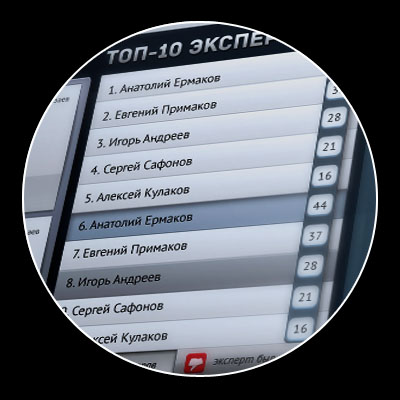 ТОП-10 ЭКСПЕР
1. Анатолий Ермаков
2. Евгений Примаков 28
3. Игорь Андреев 21
4. Сергей Сафонов 16
5. Алексей Кулаков 44
6. Анатолий Ермаков 37
7. Евгений Примаков 28
8. Игорь Андреев 21
Сергей Сафонов 16
ксей Кулаков
эксперт был